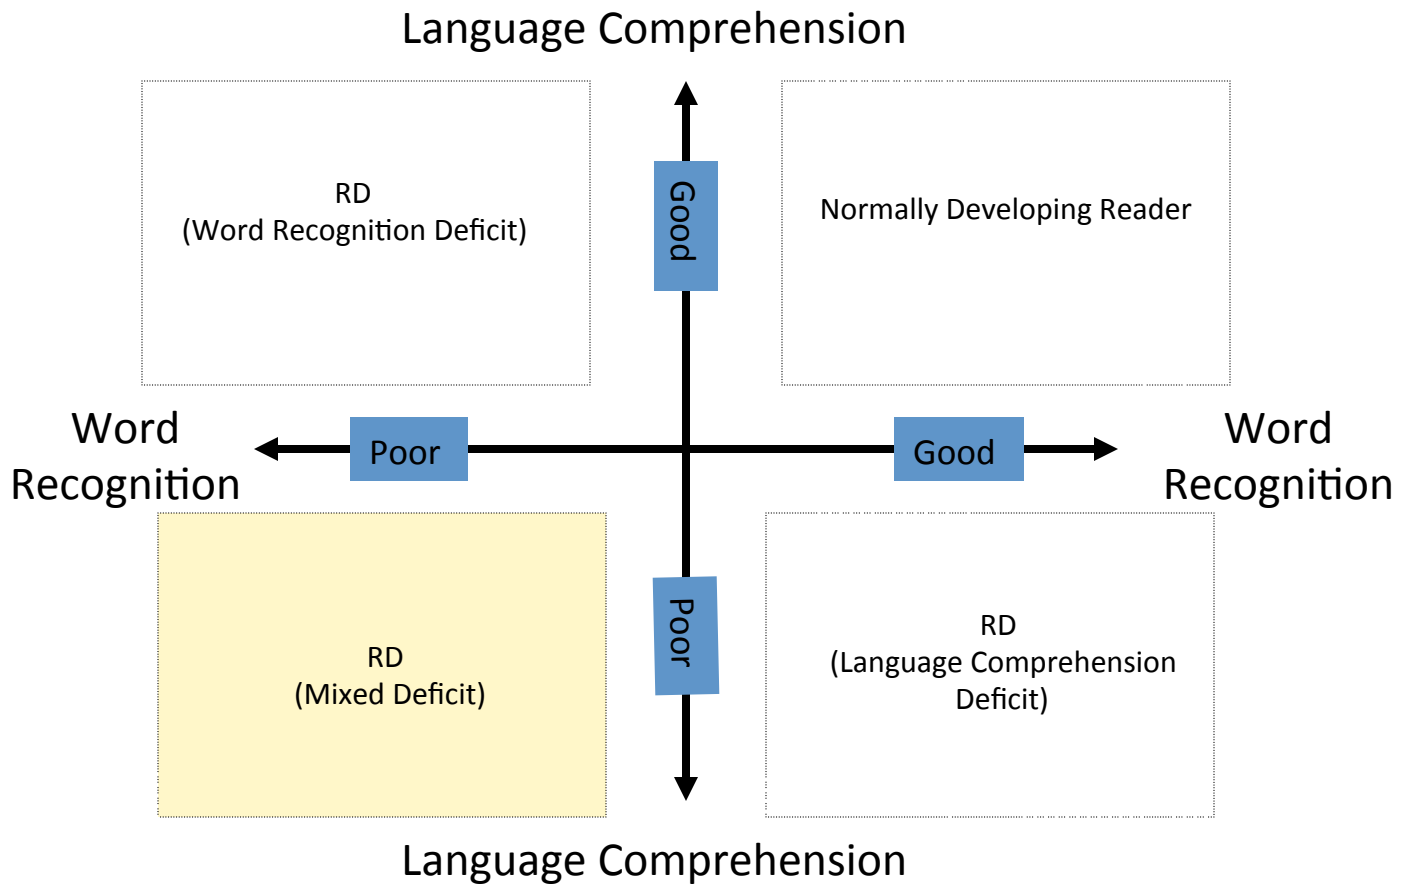 Language Comprehension
RD
(Word Recognition Deficit)
Good
Normally Developing Reader
Word
Recognition
Poor
Good
Word
Recognition
RD
(Mixed Deficit)
Poor
RD
(Language Comprehension
Deficit)
Language Comprehension